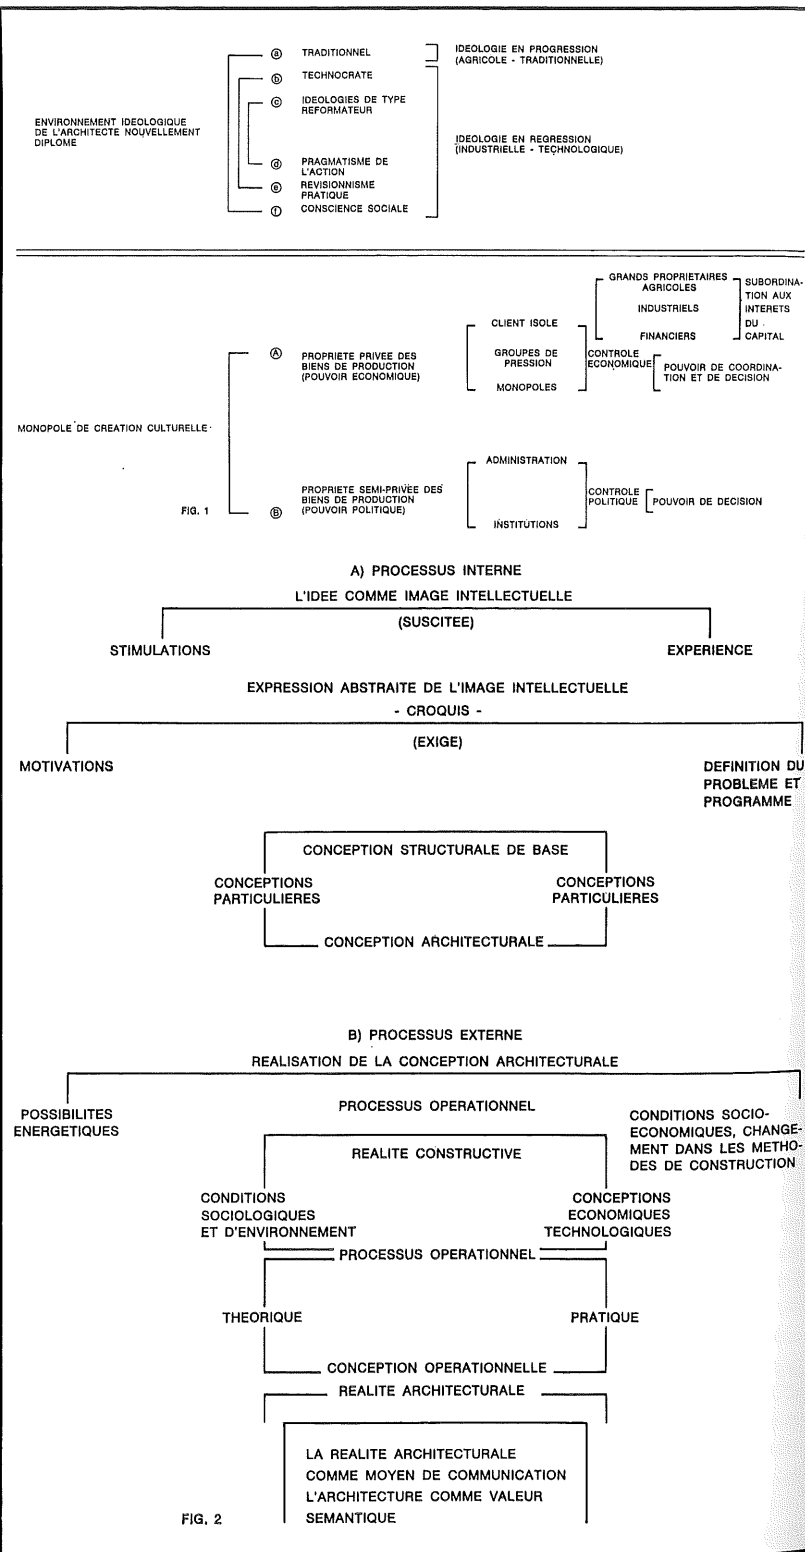 ⓐ TRADITIONNEL
IDEOLOGIE EN PROGRESSION
(AGRICOLE - TRADITIONNELLE)
ⓑ TECHNOCRATE
ⓒ IDEOLOGIES DE TYPE
REFORMATEUR
ENVIRONNEMENT IDEOLOGIQUE
DE L'ARCHITECTE NOUVELLEMENT
DIPLOME
IDEOLOGIE EN REGRESSION
(INDUSTRIELLE - TECHNOLOGIQUE)
ⓓ PRAGMATISME DE
L'ACTION
ⓔ REVISIONNISME
PRATIQUE
ⓕ CONSCIENCE SOCIALE
MONOPOLE DE CREATION CULTURELLE
Ⓐ PROPRIETE PRIVEE DES
BIENS DE PRODUCTION
(POUVOIR ECONOMIQUE)
CLIENT ISOLE
GROUPES DE
PRESSION
MONOPOLES
CONTROLE
ECONOMIQUE
GRANDS PROPRIETAIRES
AGRICOLES
INDUSTRIELS
FINANCIERS
SUBORDINA-
TION AUX
INTERETS
DU
CAPITAL
POUVOIR DE COORDINA-
TION ET DE DECISION
Ⓑ PROPRIETE SEMI-PRIVEE DES
BIENS DE PRODUCTION
(POUVOIR POLITIQUE)
ADMINISTRATION
INSTITUTIONS
CONTROLE
POLITIQUE
POUVOIR DE DECISION
FIG. 1
A) PROCESSUS INTERNE
L'IDEE COMME IMAGE INTELLECTUELLE
(SUSCITEE)
STIMULATIONS
EXPERIENCE
EXPRESSION ABSTRAITE DE L'IMAGE INTELLECTUELLE
- CROQUIS -
(EXIGE)
MOTIVATIONS
DEFINITION DU
PROBLEME ET
PROGRAMME
CONCEPTION STRUCTURALE DE BASE
CONCEPTIONS
PARTICULIERES
CONCEPTIONS
PARTICULIERES
CONCEPTION ARCHITECTURALE
B) PROCESSUS EXTERNE
REALISATION DE LA CONCEPTION ARCHITECTURALE
POSSIBILITES
ENERGETIQUES
PROCESSUS OPERATIONNEL
CONDITIONS SOCIO-
ECONOMIQUES, CHANGE-
MENT DANS LES METHO-
DES DE CONSTRUCTION
REALITE CONSTRUCTIVE
CONDITIONS
SOCIOLOGIQUES
ET D'ENVIRONNEMENT
CONCEPTIONS
ECONOMIQUES
TECHNOLOGIQUES
PROCESSUS OPERATIONNEL
THEORIQUE
PRATIQUE
CONCEPTION OPERATIONNELLE
REALITE ARCHITECTURALE
LA REALITE ARCHITECTURALE
COMME MOYEN DE COMMUNICATION
L'ARCHITECTURE COMME VALEUR
SEMANTIQUE
FIG. 2